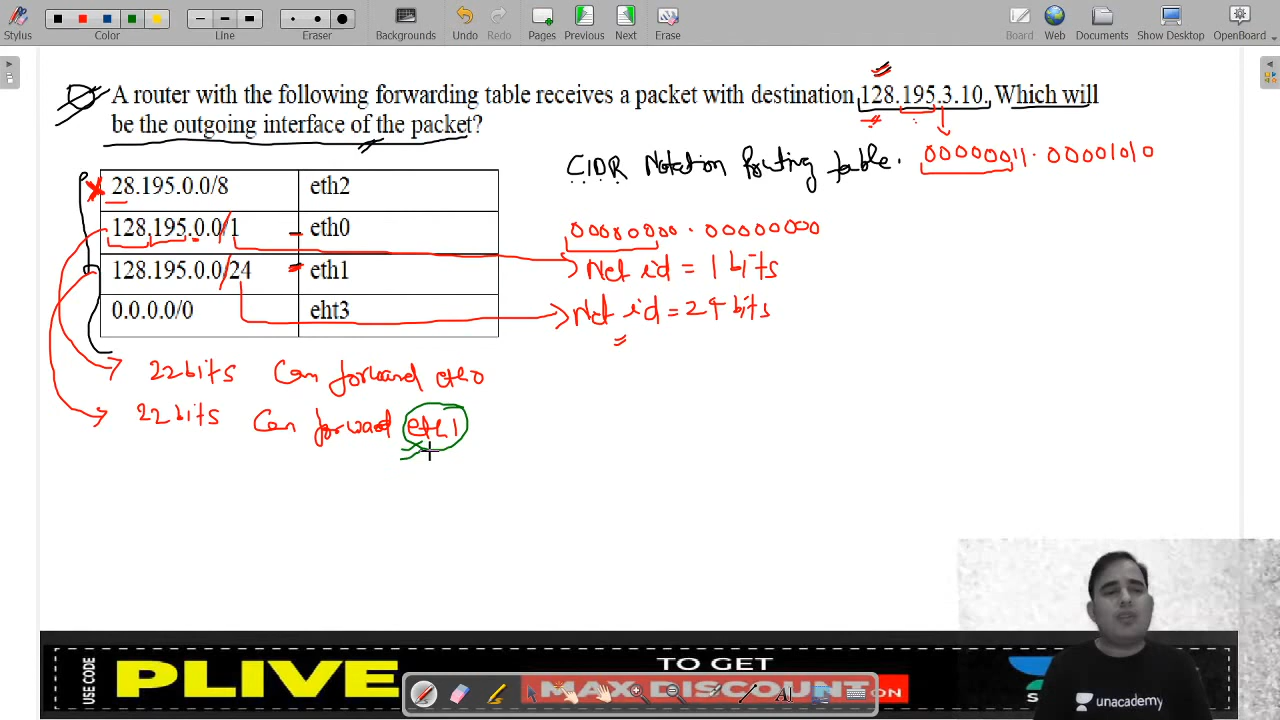 Stylus
Color
Line
Eraser
Backgrounds
Undo
Redo
Pages
Previous
Next
Erase
Board
Web
Documents
Show Desktop
OpenBoard
A router with the following forwarding table receives a packet with destination 128.195.3.10. Which will
be the outgoing interface of the packet?
CIDR Notation Routing table.
00000011.00001010
28.195.0.0/8 eth2
128.195.0.0/1 eth0
128.195.0.0/24 eth1
0.0.0.0/0 eht3
00000000.00000000
Net id = 1 bits
Net id = 24 bits
22bits Can forward eth0
22bits Can forward eth1
USE CODE
PLIVE
TO GET
MAX DISCOUNT
ON
S
unacademy